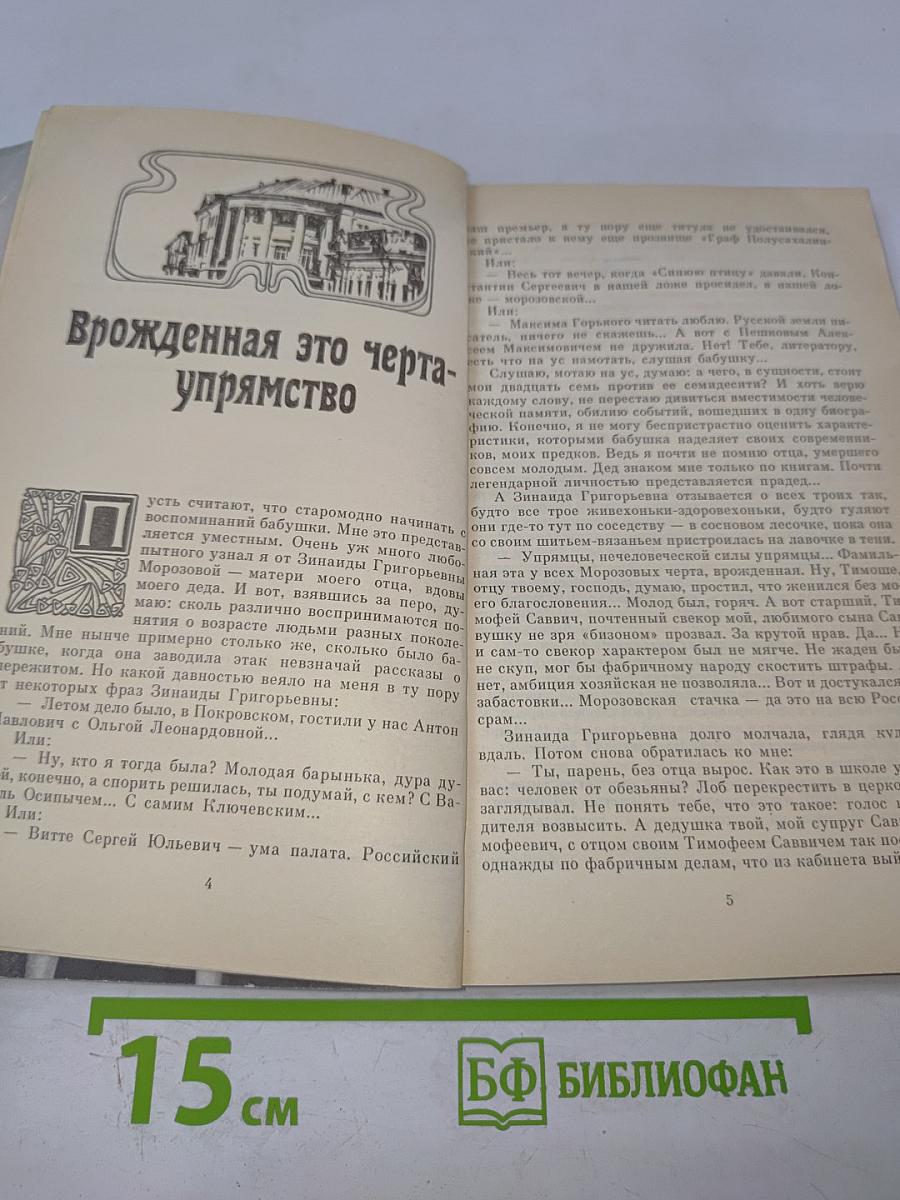 Врожденная это черта-
упрямство
Пусть считают, что старомодно начинать с
воспоминаний бабушки. Мне это представ-
ляется уместным. Очень уж много любо-
пытного узнал я от Зинаиды Григорьевны
Морозовой — матери моего отца, вдовы
моего деда. И вот, взявшись за перо, ду-
маю: сколь различно воспринимаются по-
нятия о возрасте людьми разных поколе-
ний. Мне нынче примерно столько же, сколько было ба-
бушке, когда она заводила этак невзначай рассказы о
пережитом. Но какой давностью веяло на меня в ту пору
от некоторых фраз Зинаиды Григорьевны:
— Летом дело было, в Покровском, гостили у нас Антон
Павлович с Ольгой Леонардовной...
Или:
— Ну, кто я тогда была? Молодая барынька, дура ду-
ой, конечно, а спорить решилась, ты подумай, с кем? С Ва-
ль Осипычем... С самим Ключевским...
Или:
— Витте Сергей Юльевич — ума палата. Российский
4
аш премьер, в ту пору еще титула не удостаивался,
е пристало к нему еще прозвище «Граф Полусахалин-
кий»...
Или:
— Весь тот вечер, когда «Синюю птицу» давали, Кон-
тантин Сергеевич в нашей ложе просидел, в нашей ло-
же — морозовской...
Или:
— Максима Горького читать люблю. Русской земли пи-
сатель, ничего не скажешь... А вот с Пешковым Алек-
сеем Максимовичем не дружила. Нет! Тебе, литератору,
есть что на ус намотать, слушая бабушку...
Слушаю, мотаю на ус, думаю: а чего, в сущности, стоят
мои двадцать семь против ее семидесяти? И хоть верю
каждому слову, не перестаю дивиться вместимости челове-
ческой памяти, обилию событий, вошедших в одну биогра-
фию. Конечно, я не могу беспристрастно оценить характе-
ристики, которыми бабушка наделяет своих современни-
ков, моих предков. Ведь я почти не помню отца, умершего
совсем молодым. Дед знаком мне только по книгам. Почти
легендарной личностью представляется прадед...
А Зинаида Григорьевна отзывается о всех троих так,
будто все трое живехоньки-здоровехоньки, будто гуляют
они где-то тут по соседству — в сосновом лесочке, пока она
со своим шитьем-вязаньем пристроилась на лавочке в тени.
— Упрямцы, нечеловеческой силы упрямцы... Фамиль-
ная эта у всех Морозовых черта, врожденная. Ну, Тимоше,
отцу твоему, господь, думаю, простил, что женился без мо-
его благословения... Молод был, горяч. А вот старший, Ти
мофей Саввич, почтенный свекор мой, любимого сына Сав
вушку не зря «бизоном» прозвал. За крутой нрав. Да... Н
и сам-то свекор характером был не мягче. Не жаден бы
не скуп, мог бы фабричному народу скостить штрафы.
нет, амбиция хозяйская не позволяла... Вот и достукался
забастовки... Морозовская стачка — да это на всю Росс
срам...
Зинаида Григорьевна долго молчала, глядя куд
вдаль. Потом снова обратилась ко мне:
— Ты, парень, без отца вырос. Как это в школе у
вас: человек от обезьяны? Лоб перекрестить в церко
заглядывал. Не понять тебе, что это такое: голос н
дителя возвысить. А дедушка твой, мой супруг Сав
мофеевич, с отцом своим Тимофеем Саввичем так пос
однажды по фабричным делам, что из кабинета вый
5
15 см
БФ БИБЛИОФАН